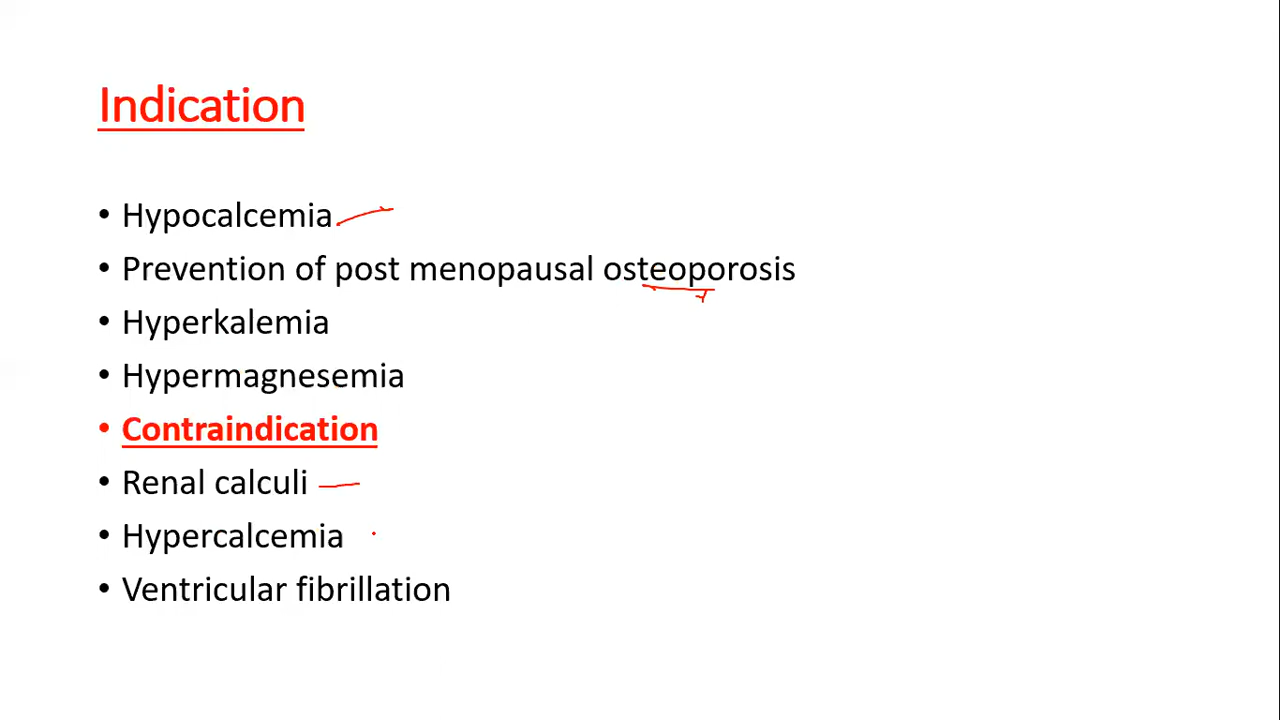 Indication
• Hypocalcemia
• Prevention of post menopausal osteoporosis
• Hyperkalemia
• Hypermagnesemia
• Contraindication
• Renal calculi
• Hypercalcemia
• Ventricular fibrillation